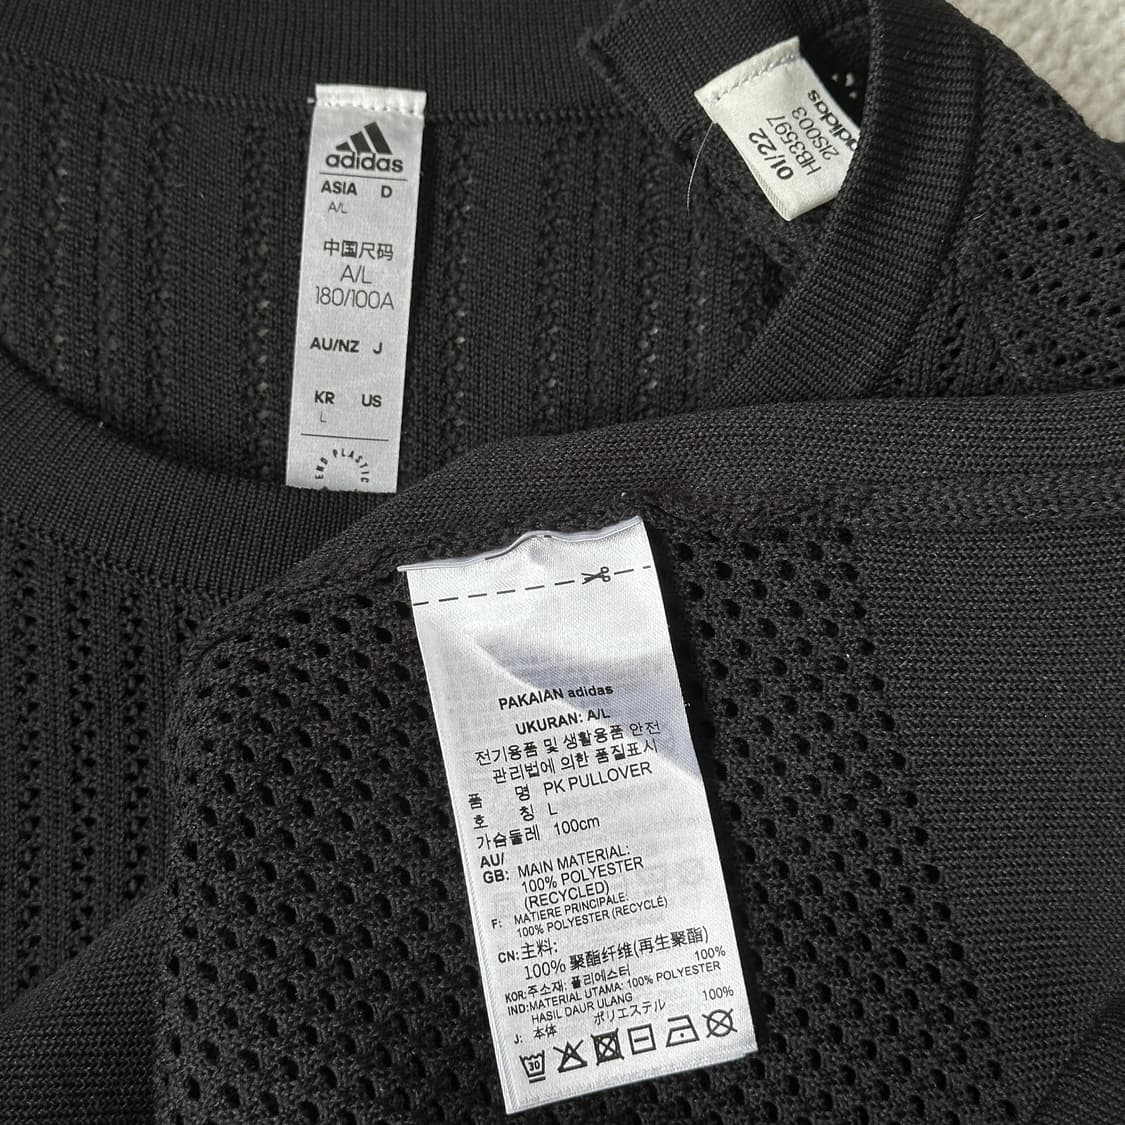 adidas
ASIA D
A/L
中国尺码
A/L
180/100A
AU/NZ J
KR US
L
END PLASTIC
01/22
HB3597
2IS003
adidas
PAKAIAN adidas
UKURAN: A/L
전기용품 및 생활용품 안전
관리법에 의한 품질표시
품 명 PK PULLOVER
호 칭 L
가슴둘레 100cm
AU/
GB: MAIN MATERIAL:
100% POLYESTER
(RECYCLED)
F: MATIERE PRINCIPALE:
100% POLYESTER (RECYCLÉ)
CN: 主料:
100% 聚酯纤维(再生聚酯)
KOR: 주소재: 폴리에스터 100%
IND: MATERIAL UTAMA: 100% POLYESTER
HASIL DAUR ULANG
J: 本体 ポリエステル 100%
30